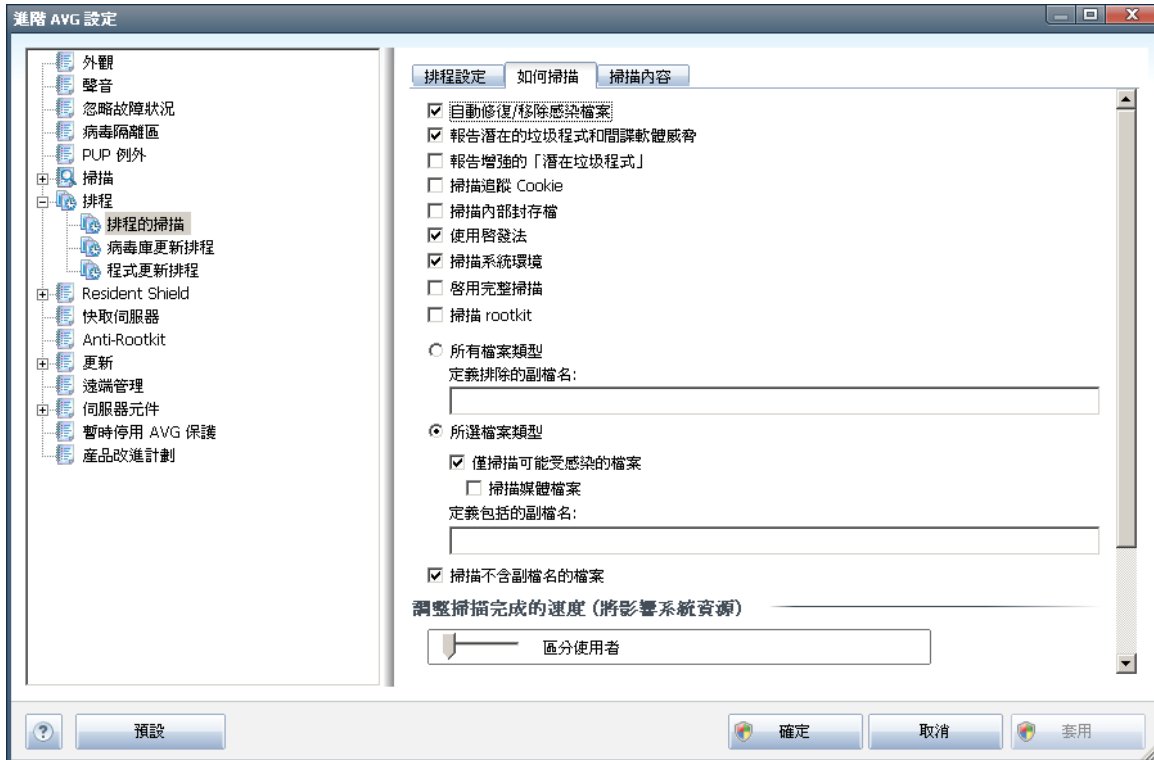 進階 AVG 設定
外觀
聲音
忽略故障狀況
病毒隔離區
PUP 例外
掃描
排程
排程的掃描
病毒庫更新排程
程式更新排程
Resident Shield
快取伺服器
Anti-Rootkit
更新
遠端管理
伺服器元件
暫時停用 AVG 保護
產品改進計劃
排程設定
如何掃描
掃描內容
自動修復/移除感染檔案
報告潛在的垃圾程式和間諜軟體威脅
報告增強的「潛在垃圾程式」
掃描追蹤 Cookie
掃描內部封存檔
使用啓發法
掃描系統環境
啓用完整掃描
掃描 rootkit
所有檔案類型
定義排除的副檔名:
所選檔案類型
僅掃描可能受感染的檔案
掃描媒體檔案
定義包括的副檔名:
掃描不含副檔名的檔案
調整掃描完成的速度 (將影響系統資源)
區分使用者
?
預設
確定
取消
套用